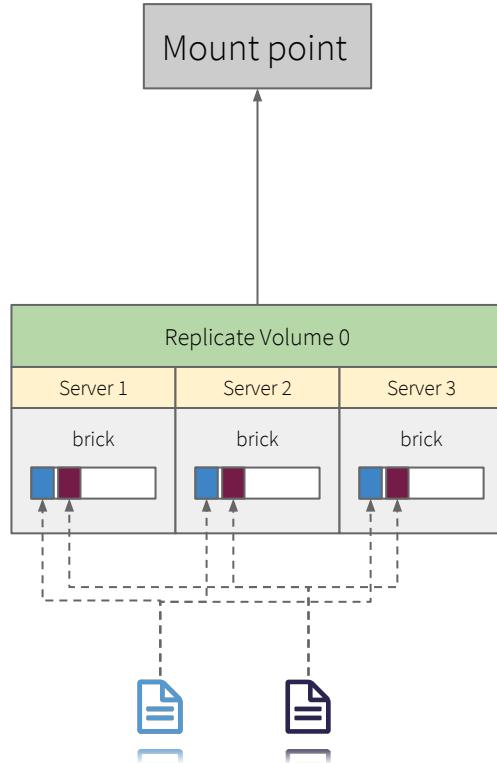 Mount point
Replicate Volume 0
Server 1
Server 2
Server 3
brick
brick
brick